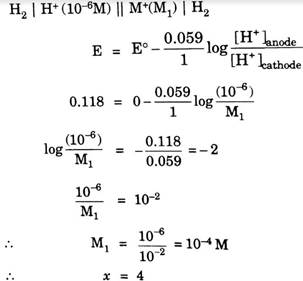 H₂ | H⁺ (10⁻⁶M) || M⁺(M₁) | H₂
E = E° − 0.059/1 log [H⁺]anode/[H⁺]cathode
0.118 = 0 − 0.059/1 log (10⁻⁶)/M₁
log (10⁻⁶)/M₁ = − 0.118/0.059 = − 2
10⁻⁶/M₁ = 10⁻²
∴ M₁ = 10⁻⁶/10⁻² = 10⁻⁴ M
∴ x = 4